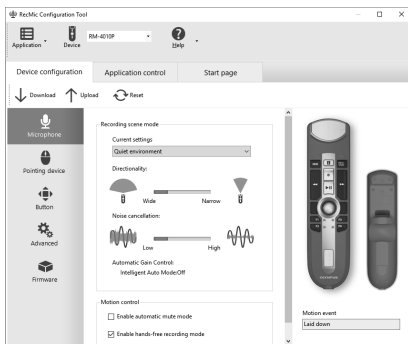 RecMic Configuration Tool
Application
Device
RM-4010P
Help
Device configuration
Application control
Start page
Download
Upload
Reset
Microphone
Pointing device
Button
Advanced
Firmware
Recording scene mode
Current settings
Quiet environment
Directionality:
Wide
Narrow
Noise cancellation:
Low
High
Automatic Gain Control:
Intelligent Auto Mode:Off
Motion control
Enable automatic mute mode
Enable hands-free recording mode
OLYMPUS
Motion event
Laid down